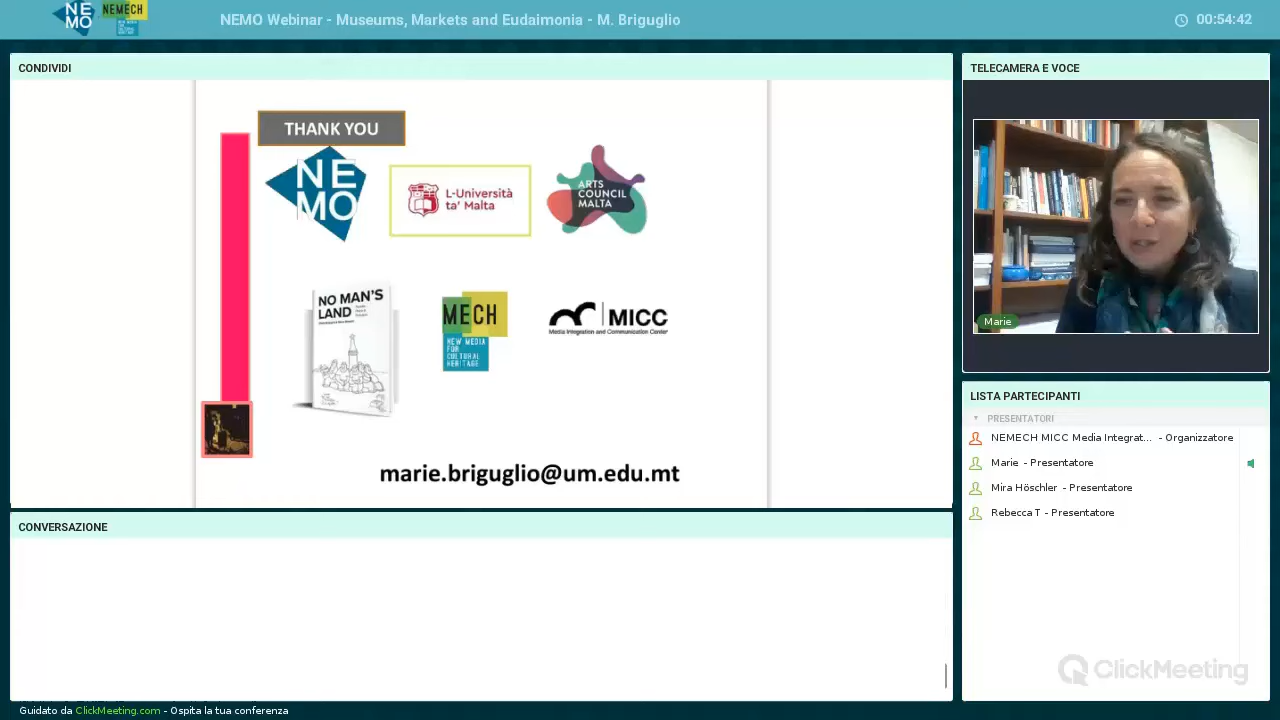 NE
MO
NEMECH
NEMO Webinar - Museums, Markets and Eudaimonia - M. Briguglio
00:54:42
CONDIVIDI
THANK YOU
NE
MO
L-Università
ta' Malta
ARTS
COUNCIL
MALTA
NO MAN'S
LAND
MECH
NEW MEDIA
FOR
CULTURAL
HERITAGE
MICC
Media Integration and Communication Center
marie.briguglio@um.edu.mt
TELECAMERA E VOCE
Marie
LISTA PARTECIPANTI
PRESENTATORI
NEMECH MICC Media Integrat... - Organizzatore
Marie - Presentatore
Mira Höschler - Presentatore
Rebecca T - Presentatore
CONVERSAZIONE
ClickMeeting
Guidato da ClickMeeting.com - Ospita la tua conferenza